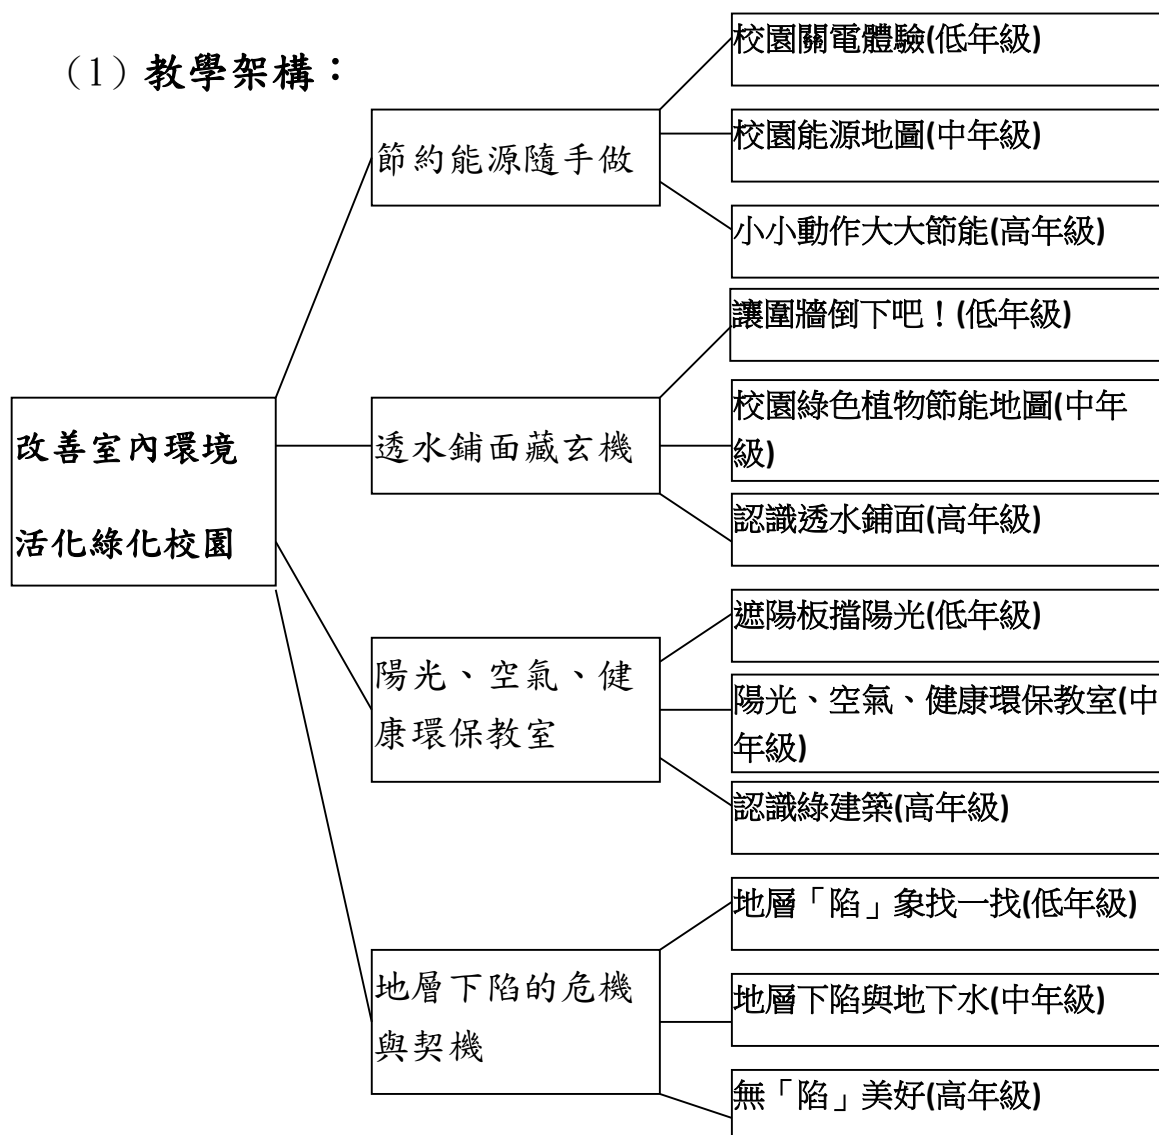 （1）教學架構：
改善室內環境
活化綠化校園
節約能源隨手做
校園關電體驗(低年級)
校園能源地圖(中年級)
小小動作大大節能(高年級)
透水鋪面藏玄機
讓圍牆倒下吧！(低年級)
校園綠色植物節能地圖(中年
級)
認識透水鋪面(高年級)
陽光、空氣、健
康環保教室
遮陽板擋陽光(低年級)
陽光、空氣、健康環保教室(中
年級)
認識綠建築(高年級)
地層下陷的危機
與契機
地層「陷」象找一找(低年級)
地層下陷與地下水(中年級)
無「陷」美好(高年級)